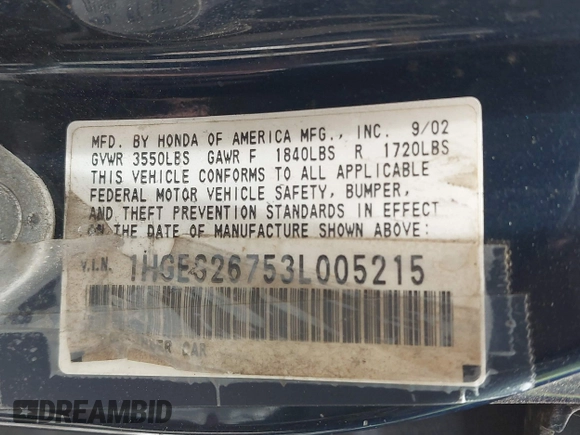 MFD. BY HONDA OF AMERICA MFG., INC. 9/02
GVWR 3550LBS GAWR F 1840LBS R 1720LBS
THIS VEHICLE CONFORMS TO ALL APPLICABLE
FEDERAL MOTOR VEHICLE SAFETY, BUMPER,
AND THEFT PREVENTION STANDARDS IN EFFECT
ON THE DATE OF MANUFACTURE SHOWN ABOVE:
V.I.N. 1HGES26753L005215
CAR
DREAMBID